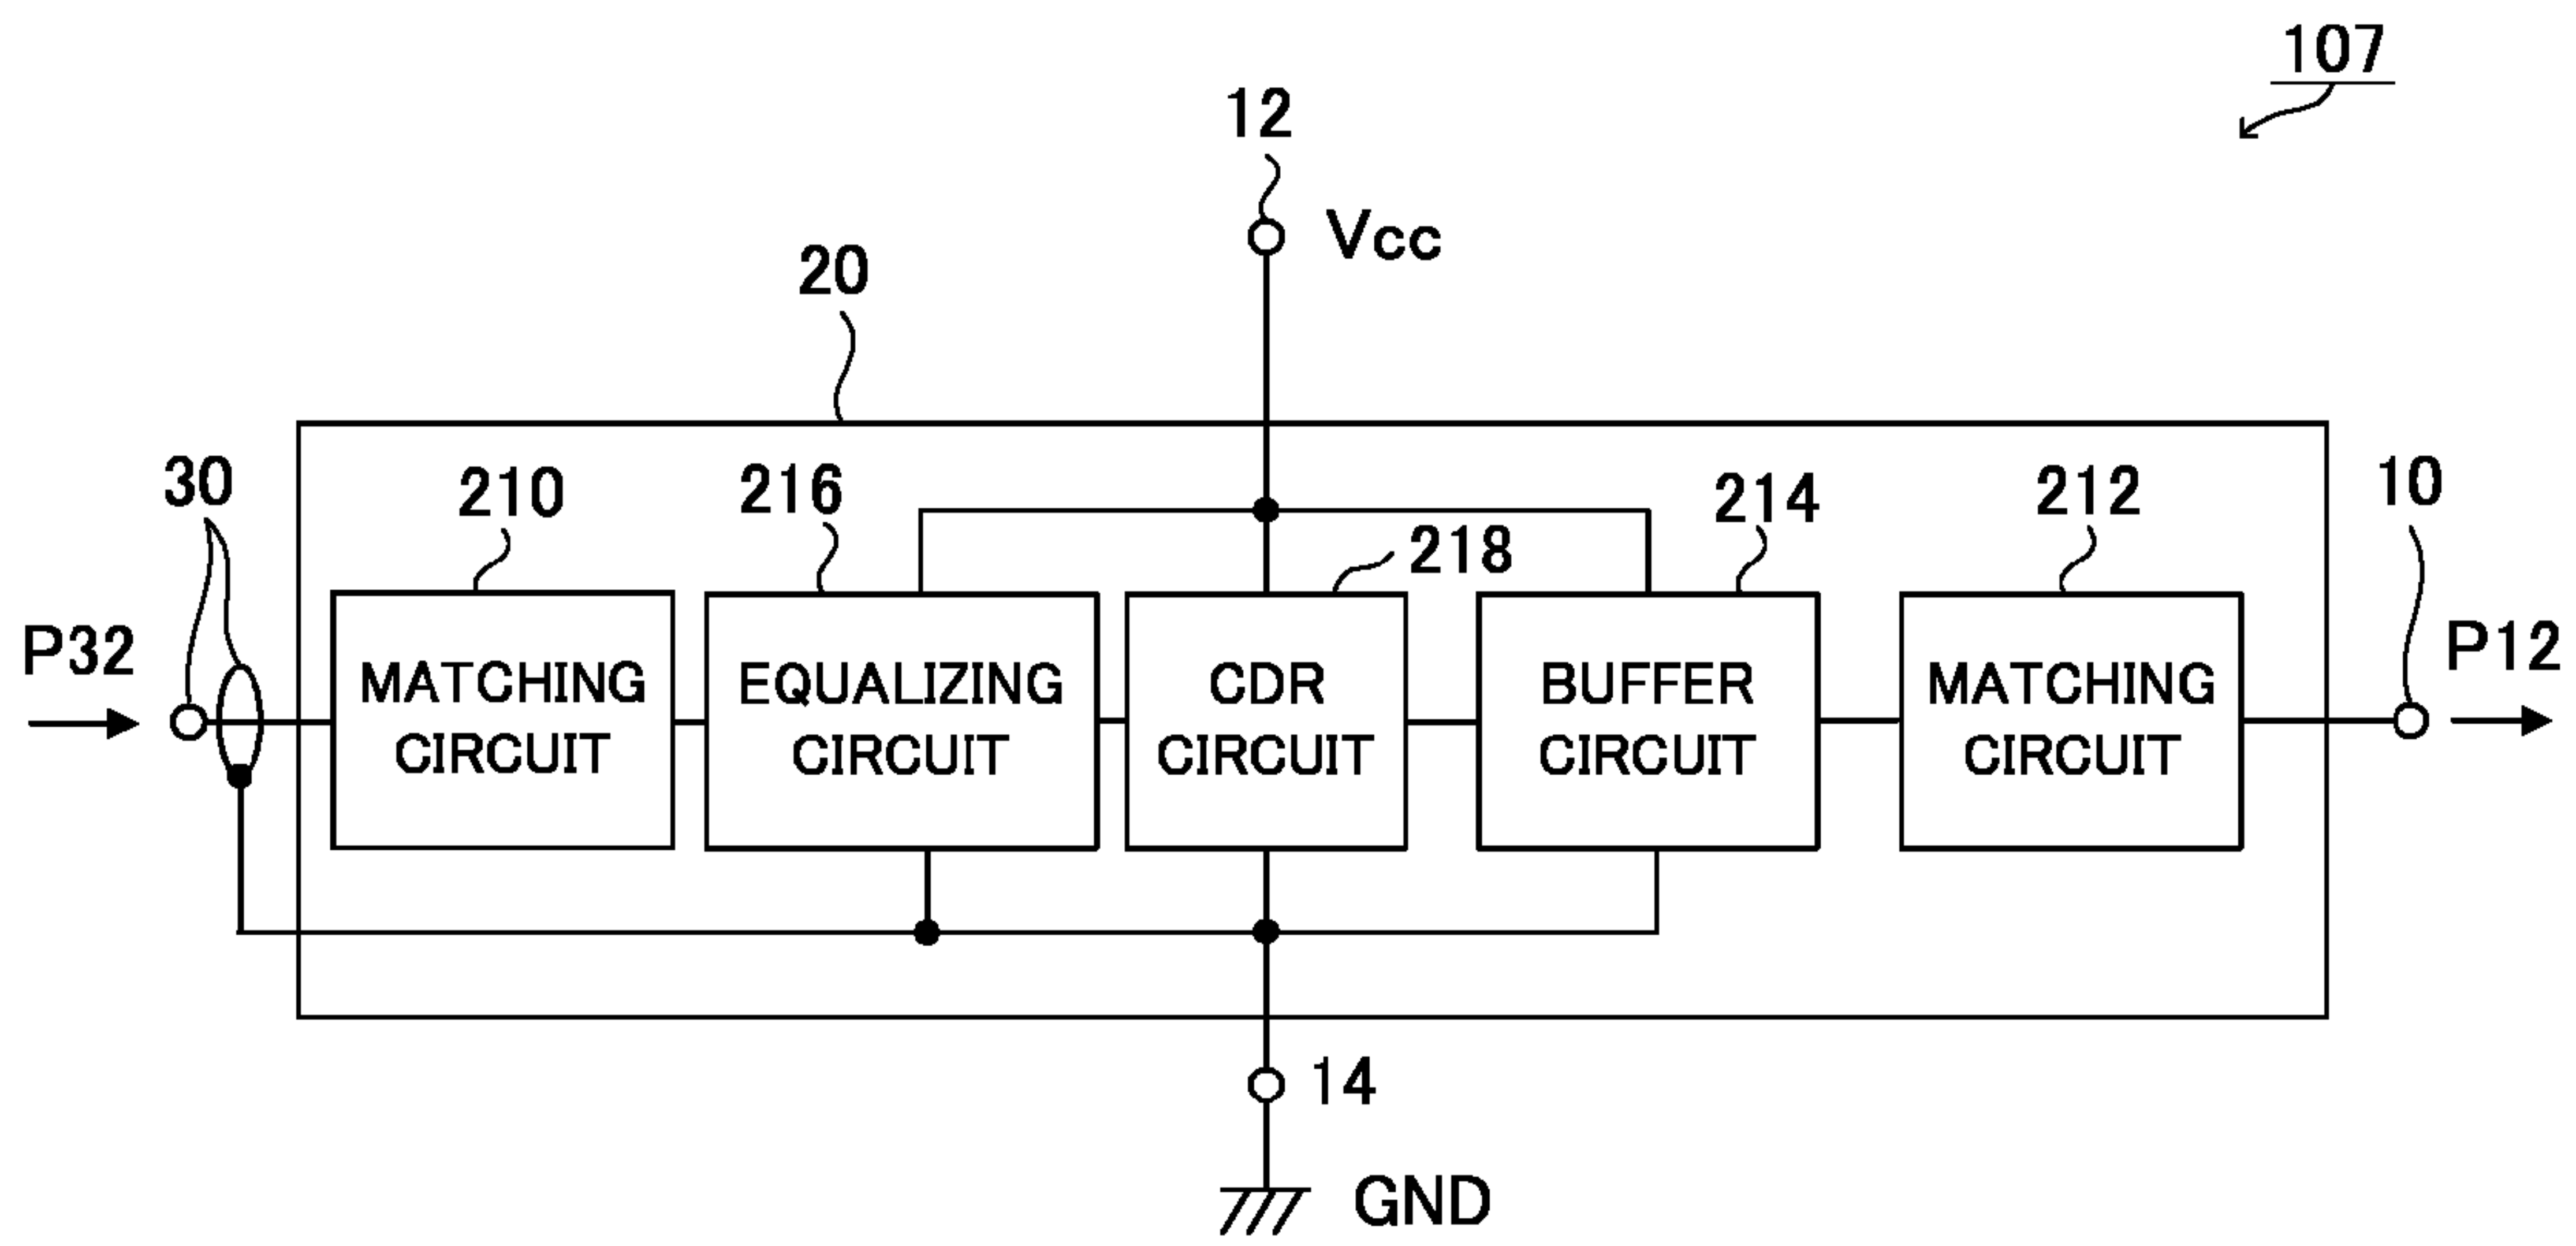 107
12
Vcc
20
30
210
216
218
214
212
10
P32
MATCHING
CIRCUIT
EQUALIZING
CIRCUIT
CDR
CIRCUIT
BUFFER
CIRCUIT
MATCHING
CIRCUIT
P12
14
GND